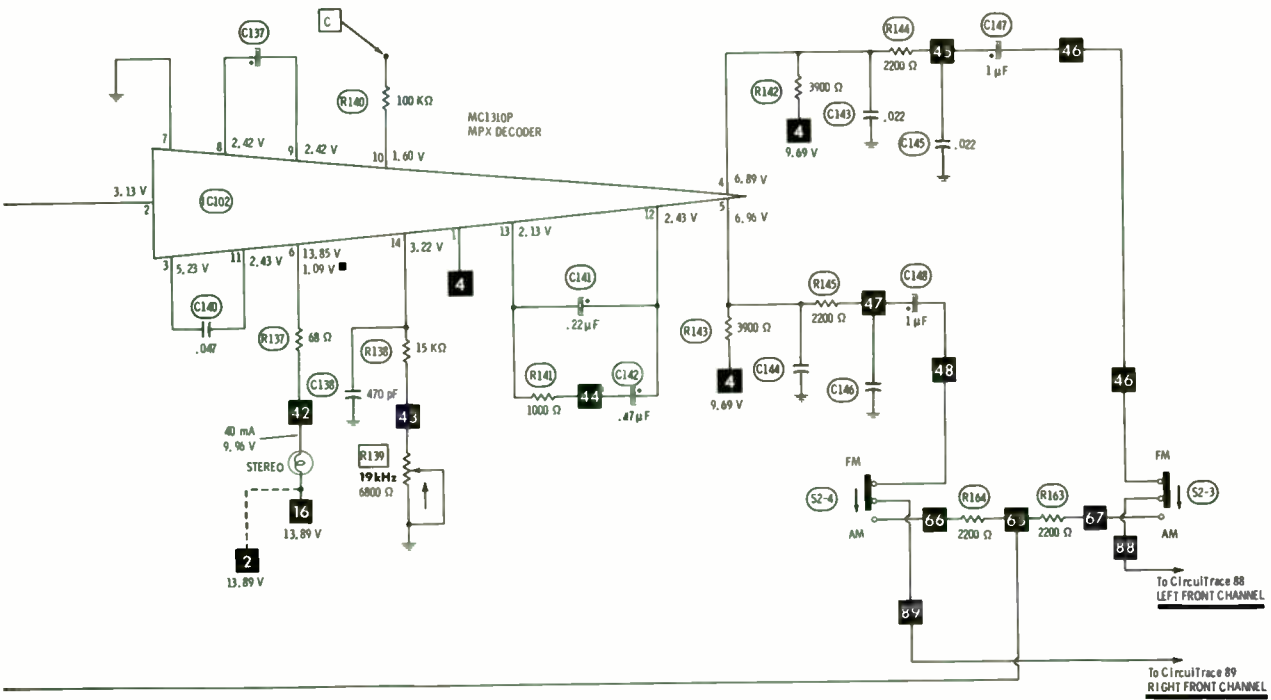 C
C137
R140
100 KΩ
MC1310P
MPX DECODER
7
8
2.42 V
9
2.42 V
10
1.60 V
3.13 V
2
IC102
4
6.89 V
5
6.96 V
R142
3900 Ω
4
9.69 V
C143
.022
R144
2200 Ω
45
C147
1 μF
46
C145
.022
3
5.23 V
11
2.43 V
6
13.85 V
1.09 V ■
14
3.22 V
1
4
13
2.13 V
12
2.43 V
C140
.047
R137
68 Ω
C138
470 pF
R138
15 KΩ
C141
.22μF
R141
1000 Ω
44
C142
.47μF
R143
3900 Ω
4
9.69 V
C144
R145
2200 Ω
47
C148
1 μF
C146
48
46
42
40 mA
9.96 V
STEREO
16
13.89 V
2
13.89 V
43
R139
19kHz
6800 Ω
FM
S2-4
AM
66
R164
2200 Ω
65
R163
2200 Ω
67
FM
S2-3
AM
88
To CircuiTrace 88
LEFT FRONT CHANNEL
89
To CircuiTrace 89
RIGHT FRONT CHANNEL